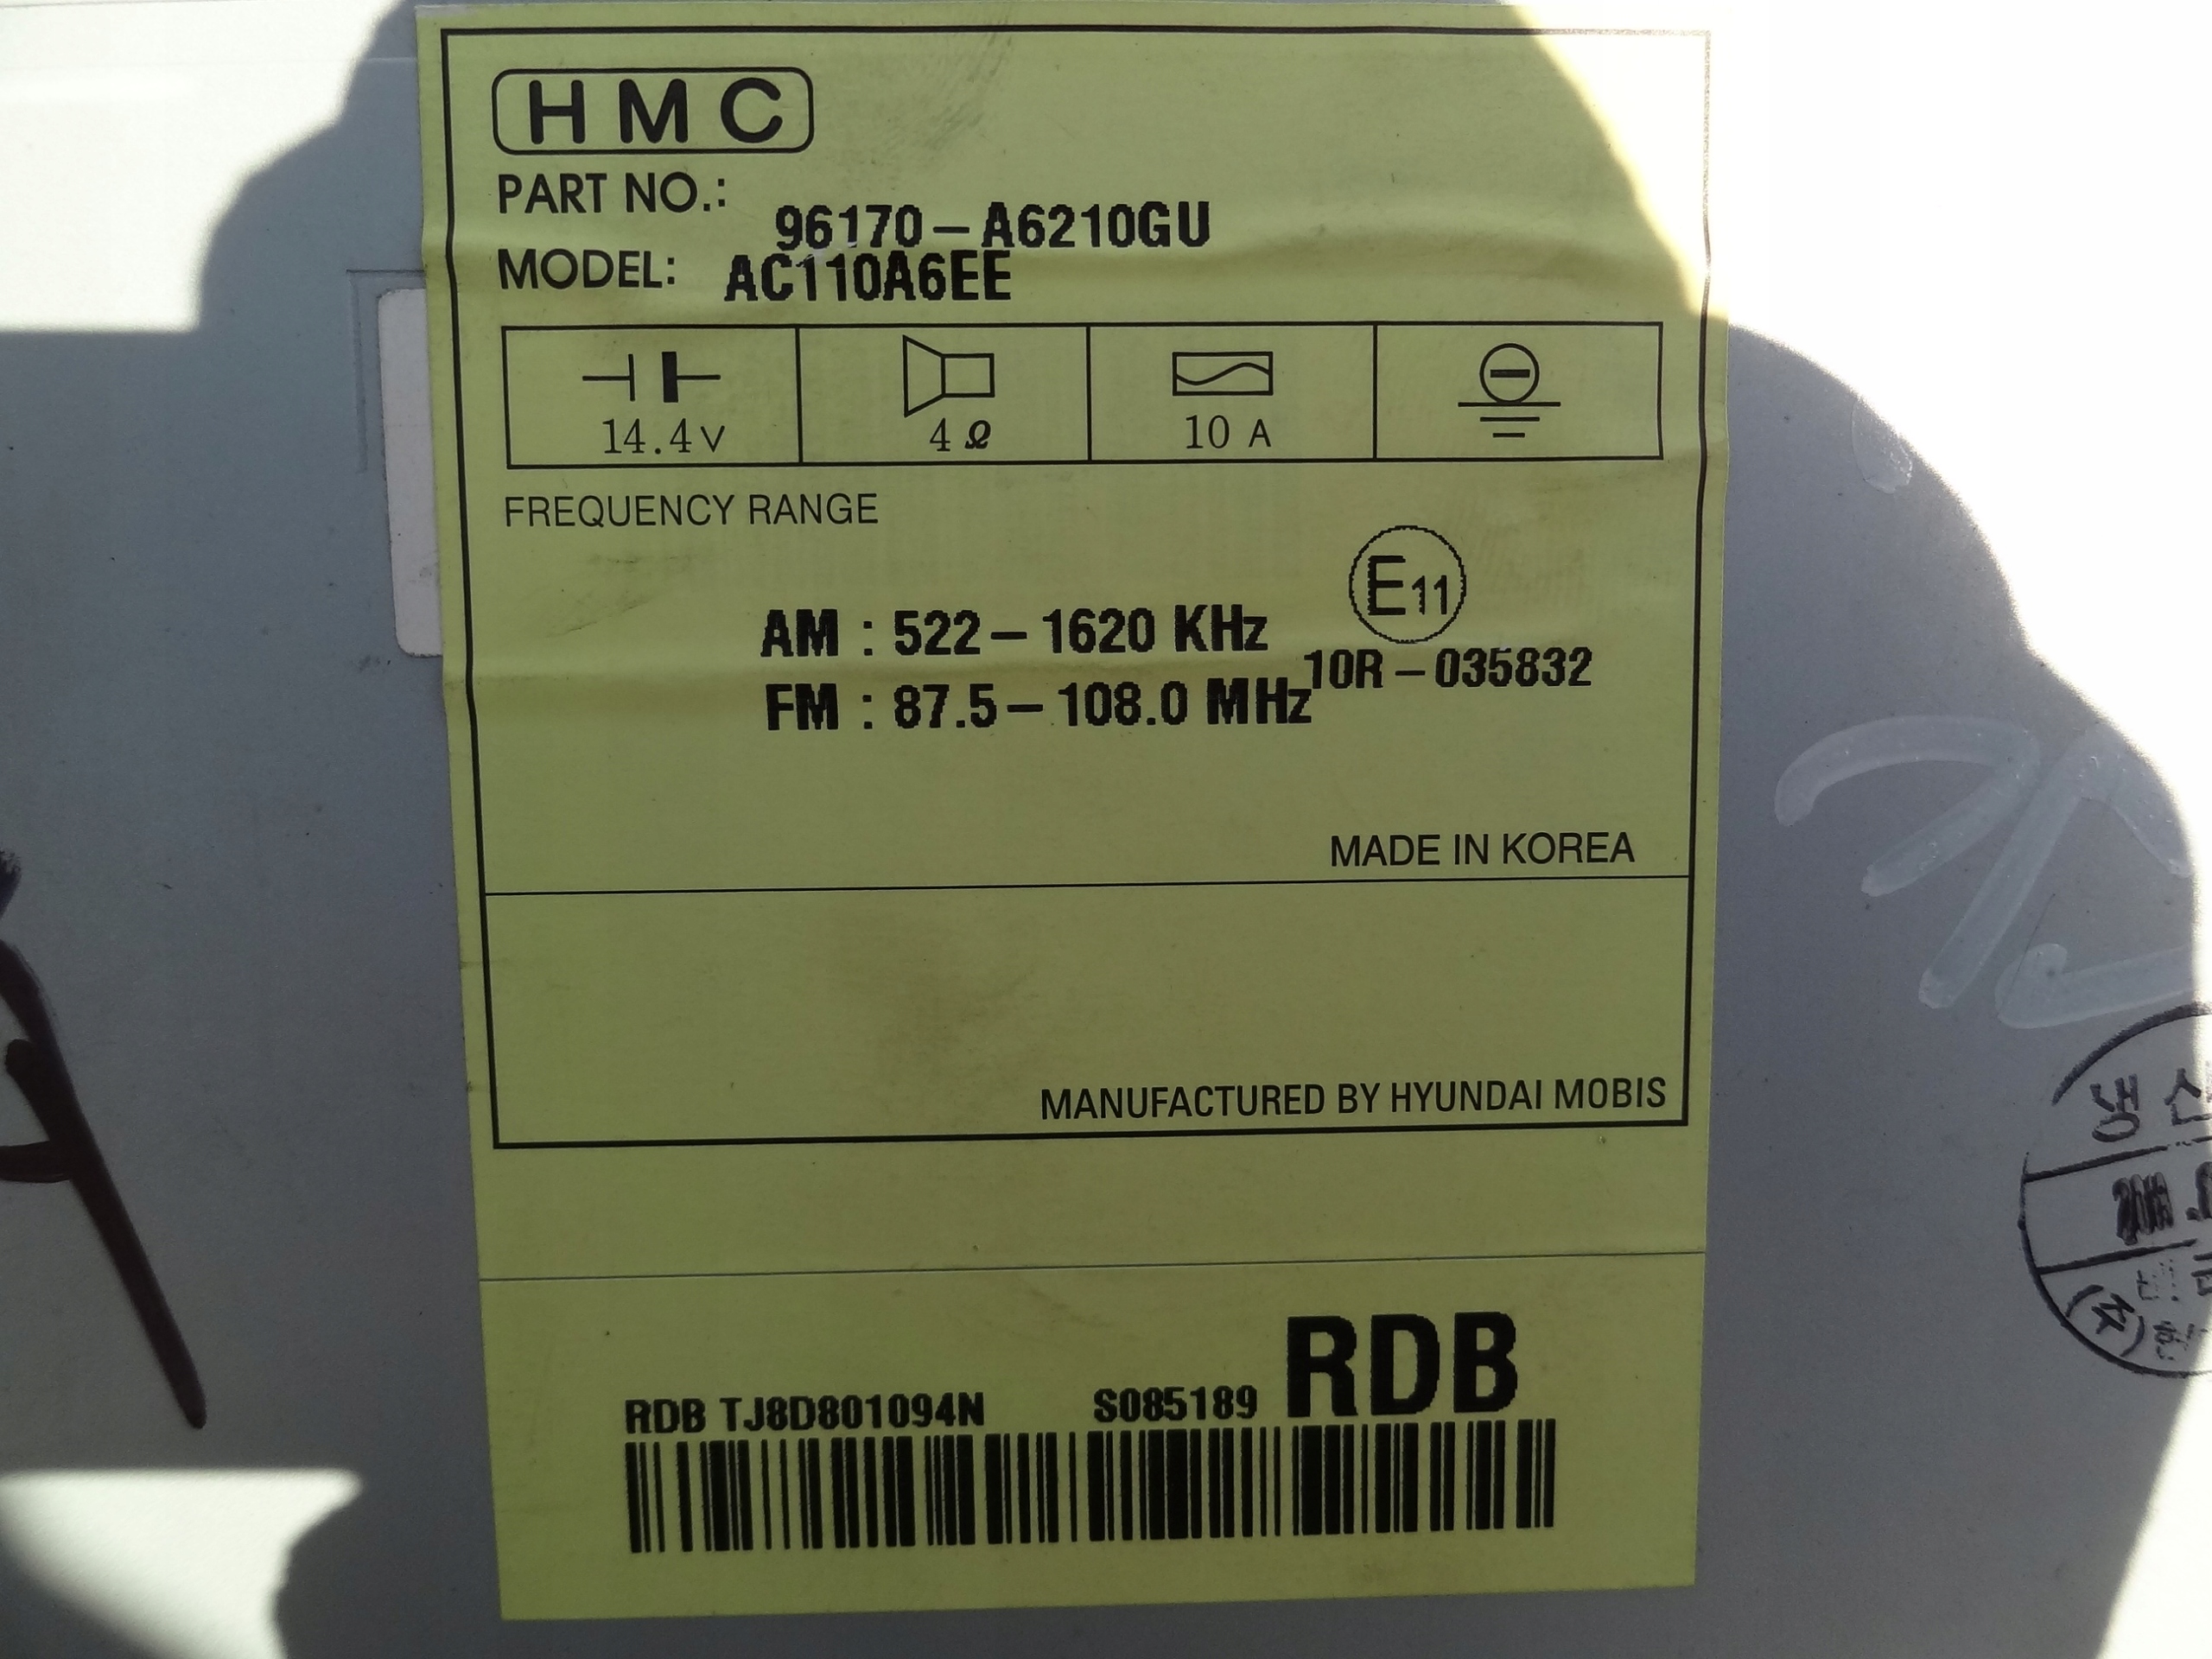 HMC
PART NO.: 96170-A6210GU
MODEL: AC110A6EE
14.4V 4Ω 10 A
FREQUENCY RANGE
E11
AM : 522-1620 KHz
10R-035832
FM : 87.5-108.0 MHz
MADE IN KOREA
MANUFACTURED BY HYUNDAI MOBIS
RDB
RDB TJ8D801094N S085189